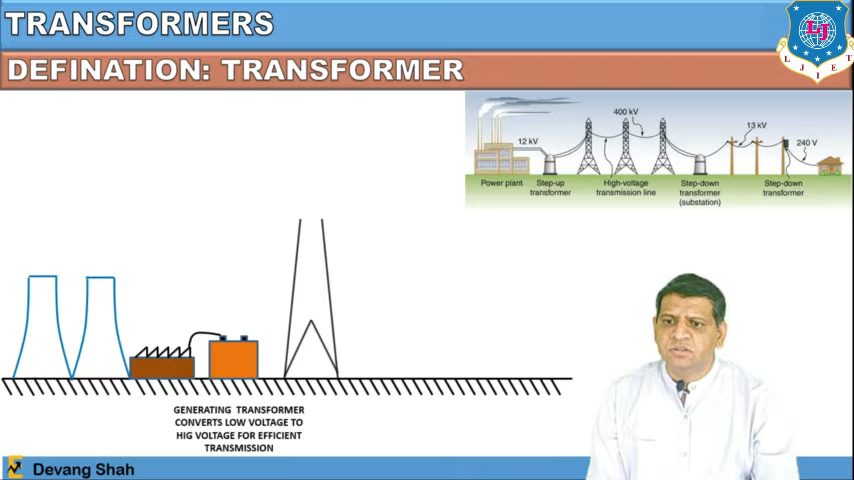 TRANSFORMERS
LJ
L J I E T
DEFINATION: TRANSFORMER
400 kV
12 kV
13 kV
240 V
Power plant
Step-up
transformer
High-voltage
transmission line
Step-down
transformer
(substation)
Step-down
transformer
GENERATING TRANSFORMER
CONVERTS LOW VOLTAGE TO
HIG VOLTAGE FOR EFFICIENT
TRANSMISSION
Devang Shah